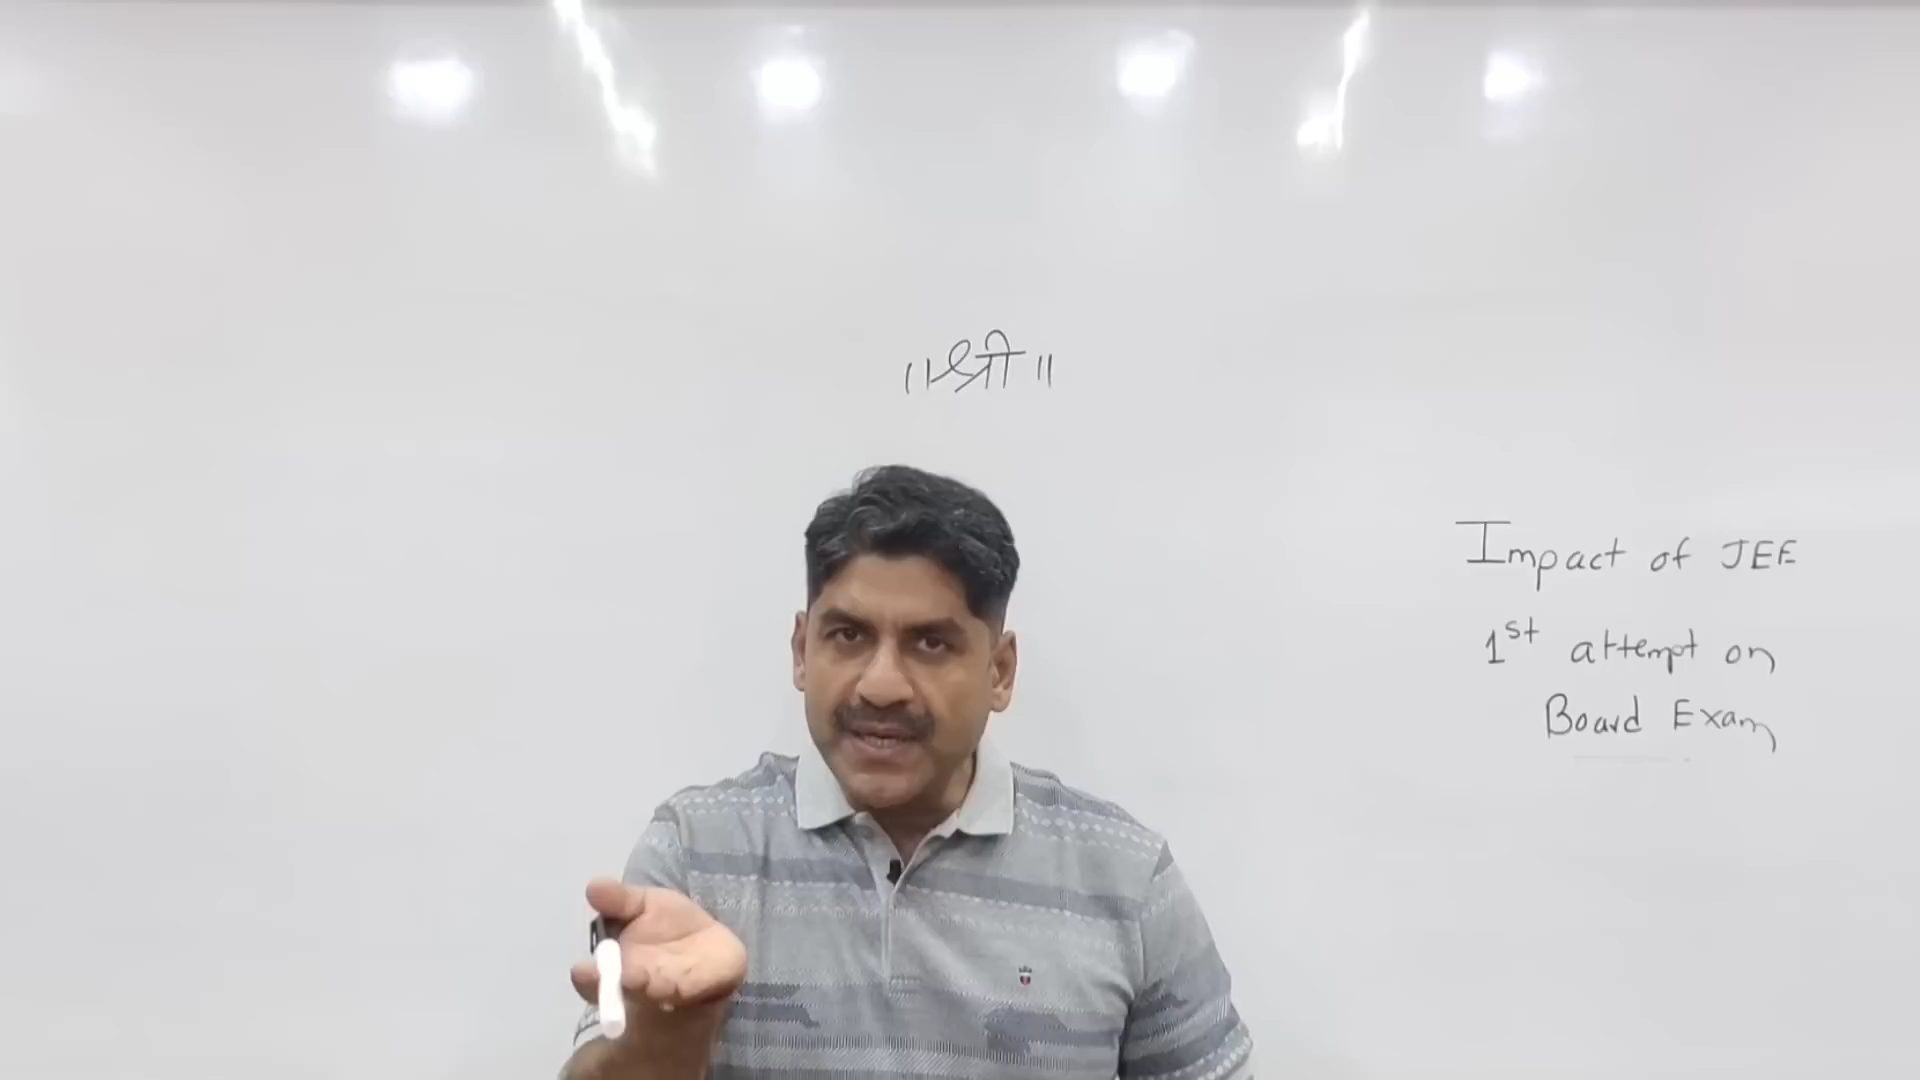 ॥ श्री ॥
Impact of JEE
1st attempt on
Board Exam